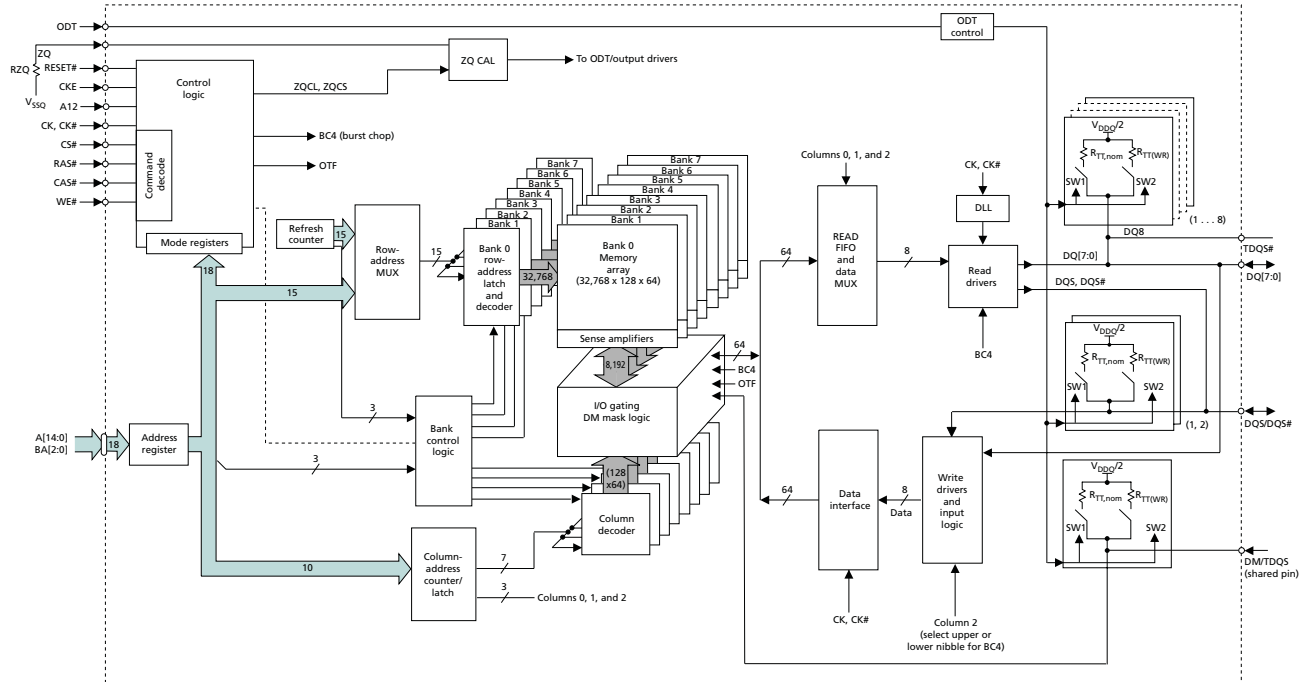 ODT
ODT
control
ZQ
RZQ
VSSQ
RESET#
CKE
A12
CK, CK#
CS#
RAS#
CAS#
WE#
Control
logic
Command
decode
Mode registers
ZQCL, ZQCS
ZQ CAL
To ODT/output drivers
BC4 (burst chop)
OTF
Refresh
counter
15
Row-
address
MUX
15
18
15
Bank 7
Bank 6
Bank 5
Bank 4
Bank 3
Bank 2
Bank 1
Bank 0
row-
address
latch
and
decoder
32,768
Bank 7
Bank 6
Bank 5
Bank 4
Bank 3
Bank 2
Bank 1
Bank 0
Memory
array
(32,768 x 128 x 64)
Sense amplifiers
8,192
64
BC4
OTF
I/O gating
DM mask logic
(128
x64)
Column
decoder
3
Bank
control
logic
3
A[14:0]
BA[2:0]
18
Address
register
10
Column-
address
counter/
latch
7
3
Columns 0, 1, and 2
Columns 0, 1, and 2
64
READ
FIFO
and
data
MUX
8
CK, CK#
DLL
Read
drivers
BC4
64
Data
interface
CK, CK#
8
Data
Write
drivers
and
input
logic
Column 2
(select upper or
lower nibble for BC4)
VDDQ/2
RTT,nom
RTT(WR)
SW1
SW2
(1 . . . 8)
DQ8
TDQS#
DQ[7:0]
DQ[7:0]
DQS, DQS#
VDDQ/2
RTT,nom
RTT(WR)
SW1
SW2
(1, 2)
DQS/DQS#
VDDQ/2
RTT,nom
RTT(WR)
SW1
SW2
DM/TDQS
(shared pin)